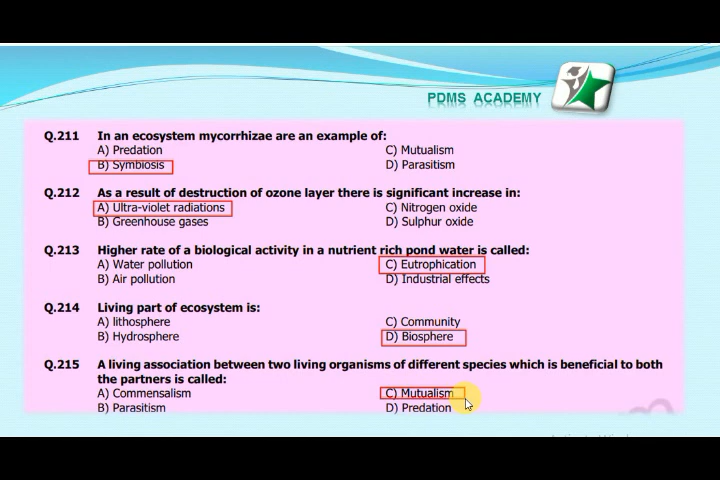 PDMS ACADEMY
Q.211 In an ecosystem mycorrhizae are an example of:
A) Predation C) Mutualism
B) Symbiosis D) Parasitism
Q.212 As a result of destruction of ozone layer there is significant increase in:
A) Ultra-violet radiations C) Nitrogen oxide
B) Greenhouse gases D) Sulphur oxide
Q.213 Higher rate of a biological activity in a nutrient rich pond water is called:
A) Water pollution C) Eutrophication
B) Air pollution D) Industrial effects
Q.214 Living part of ecosystem is:
A) lithosphere C) Community
B) Hydrosphere D) Biosphere
Q.215 A living association between two living organisms of different species which is beneficial to both
the partners is called:
A) Commensalism C) Mutualism
B) Parasitism D) Predation